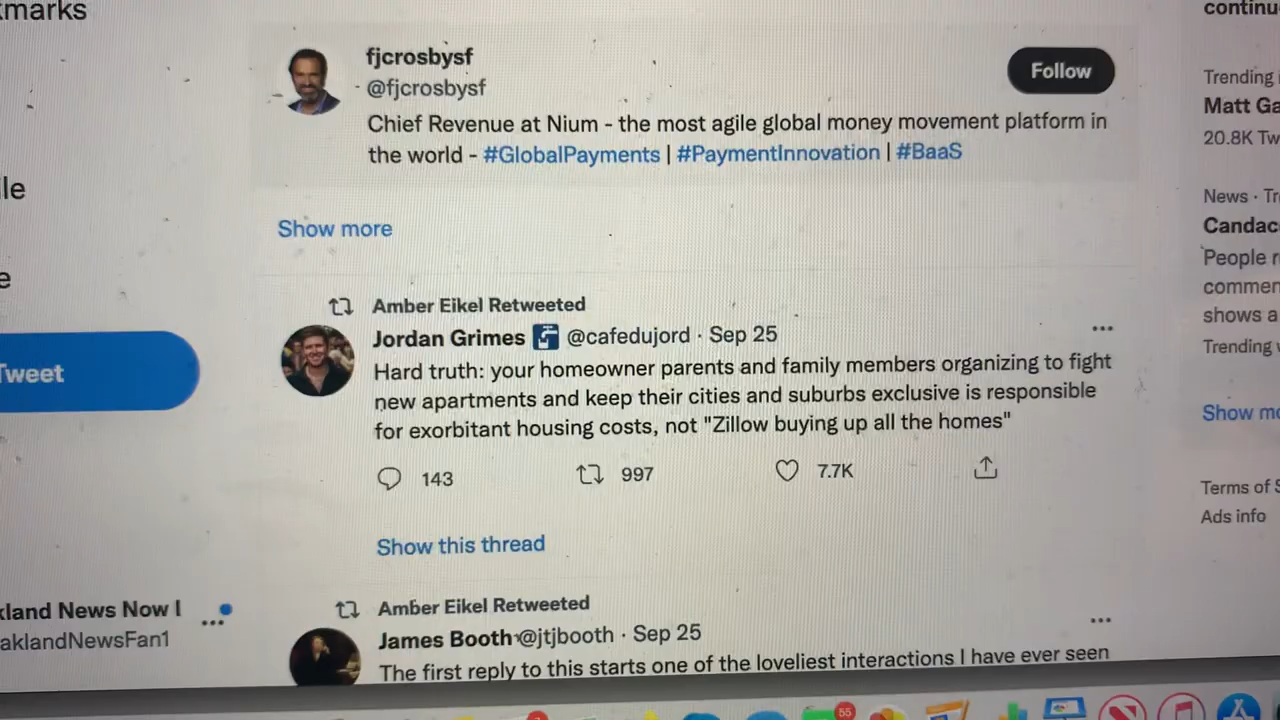 kmarks
ile
e
Tweet
kland News Now |
aklandNewsFan1
fjcrosbysf
@fjcrosbysf
Follow
Chief Revenue at Nium - the most agile global money movement platform in
the world - #GlobalPayments | #PaymentInnovation | #BaaS
Show more
Amber Eikel Retweeted
Jordan Grimes @cafedujord · Sep 25
Hard truth: your homeowner parents and family members organizing to fight
new apartments and keep their cities and suburbs exclusive is responsible
for exorbitant housing costs, not "Zillow buying up all the homes"
143 997 7.7K
Show this thread
Amber Eikel Retweeted
James Booth @jtjbooth · Sep 25
The first reply to this starts one of the loveliest interactions I have ever seen
continu
Trending i
Matt Ga
20.8K Tw
News · Tr
Candac
People r
commen
shows a
Trending w
Show mo
Terms of S
Ads info
55